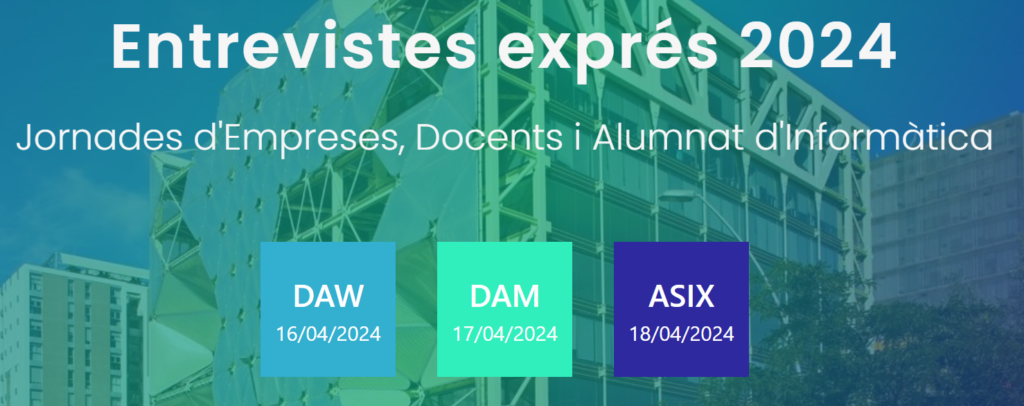 Entrevistes exprés 2024
Jornades d'Empreses, Docents i Alumnat d'Informàtica
DAW
16/04/2024
DAM
17/04/2024
ASIX
18/04/2024